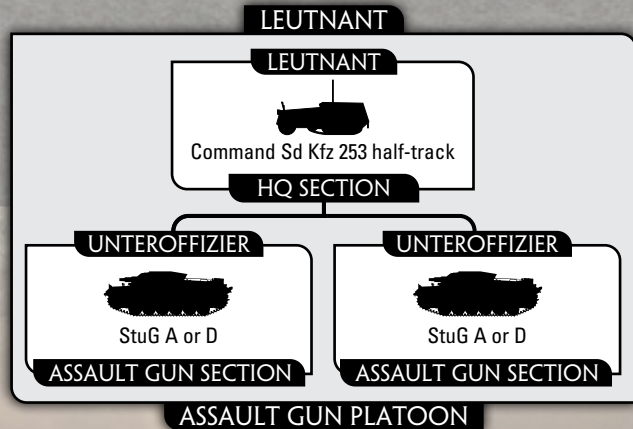 LEUTNANT
LEUTNANT
Command Sd Kfz 253 half-track
HQ SECTION
UNTEROFFIZIER
StuG A or D
ASSAULT GUN SECTION
UNTEROFFIZIER
StuG A or D
ASSAULT GUN SECTION
ASSAULT GUN PLATOON